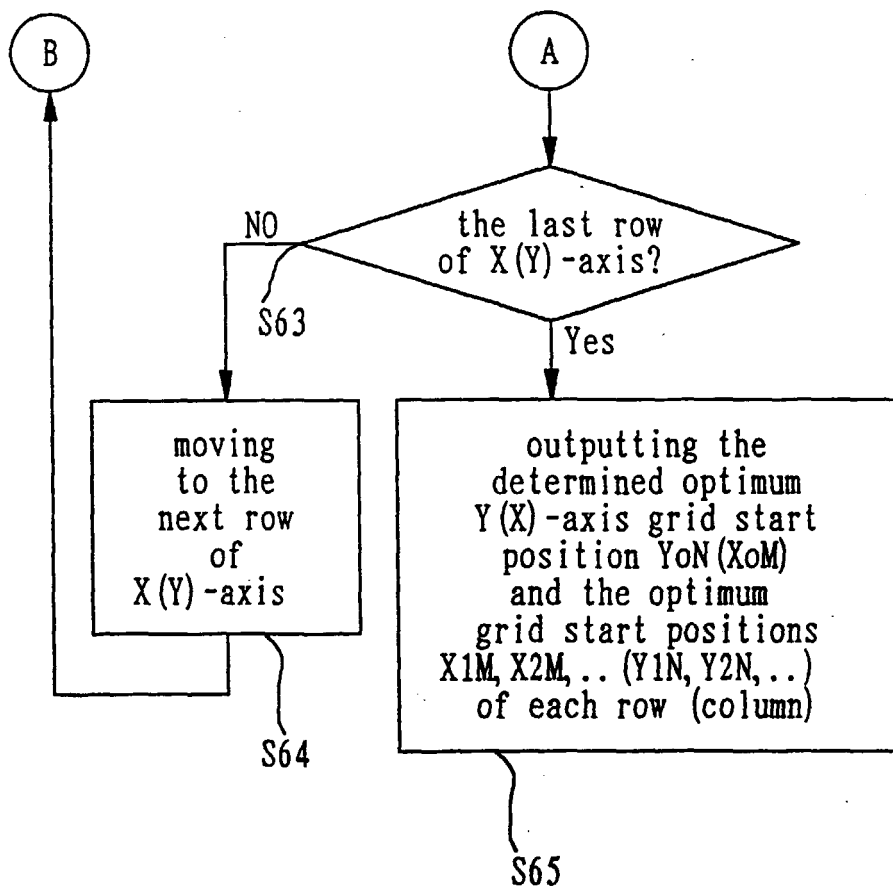 B
A
the last row
of X(Y)-axis?
NO
S63
Yes
moving
to the
next row
of
X(Y)-axis
S64
outputting the
determined optimum
Y(X)-axis grid start
position YoN(XoM)
and the optimum
grid start positions
X1M, X2M, .. (Y1N, Y2N, ..)
of each row (column)
S65